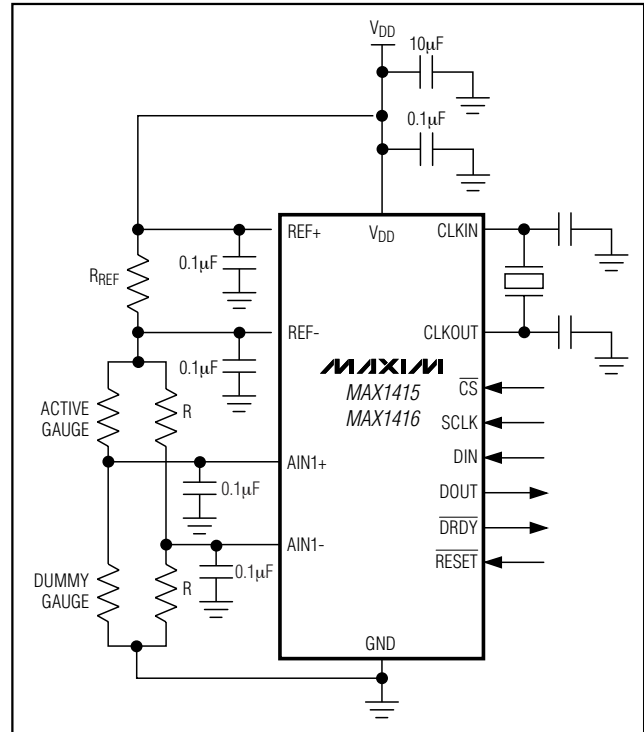 VDD
10µF
0.1µF
REF+
VDD
CLKIN
0.1µF
RREF
REF-
CLKOUT
0.1µF
MAXIM
MAX1415
MAX1416
CS
ACTIVE
GAUGE
R
SCLK
DIN
AIN1+
DOUT
0.1µF
DRDY
AIN1-
RESET
DUMMY
GAUGE
R
0.1µF
GND